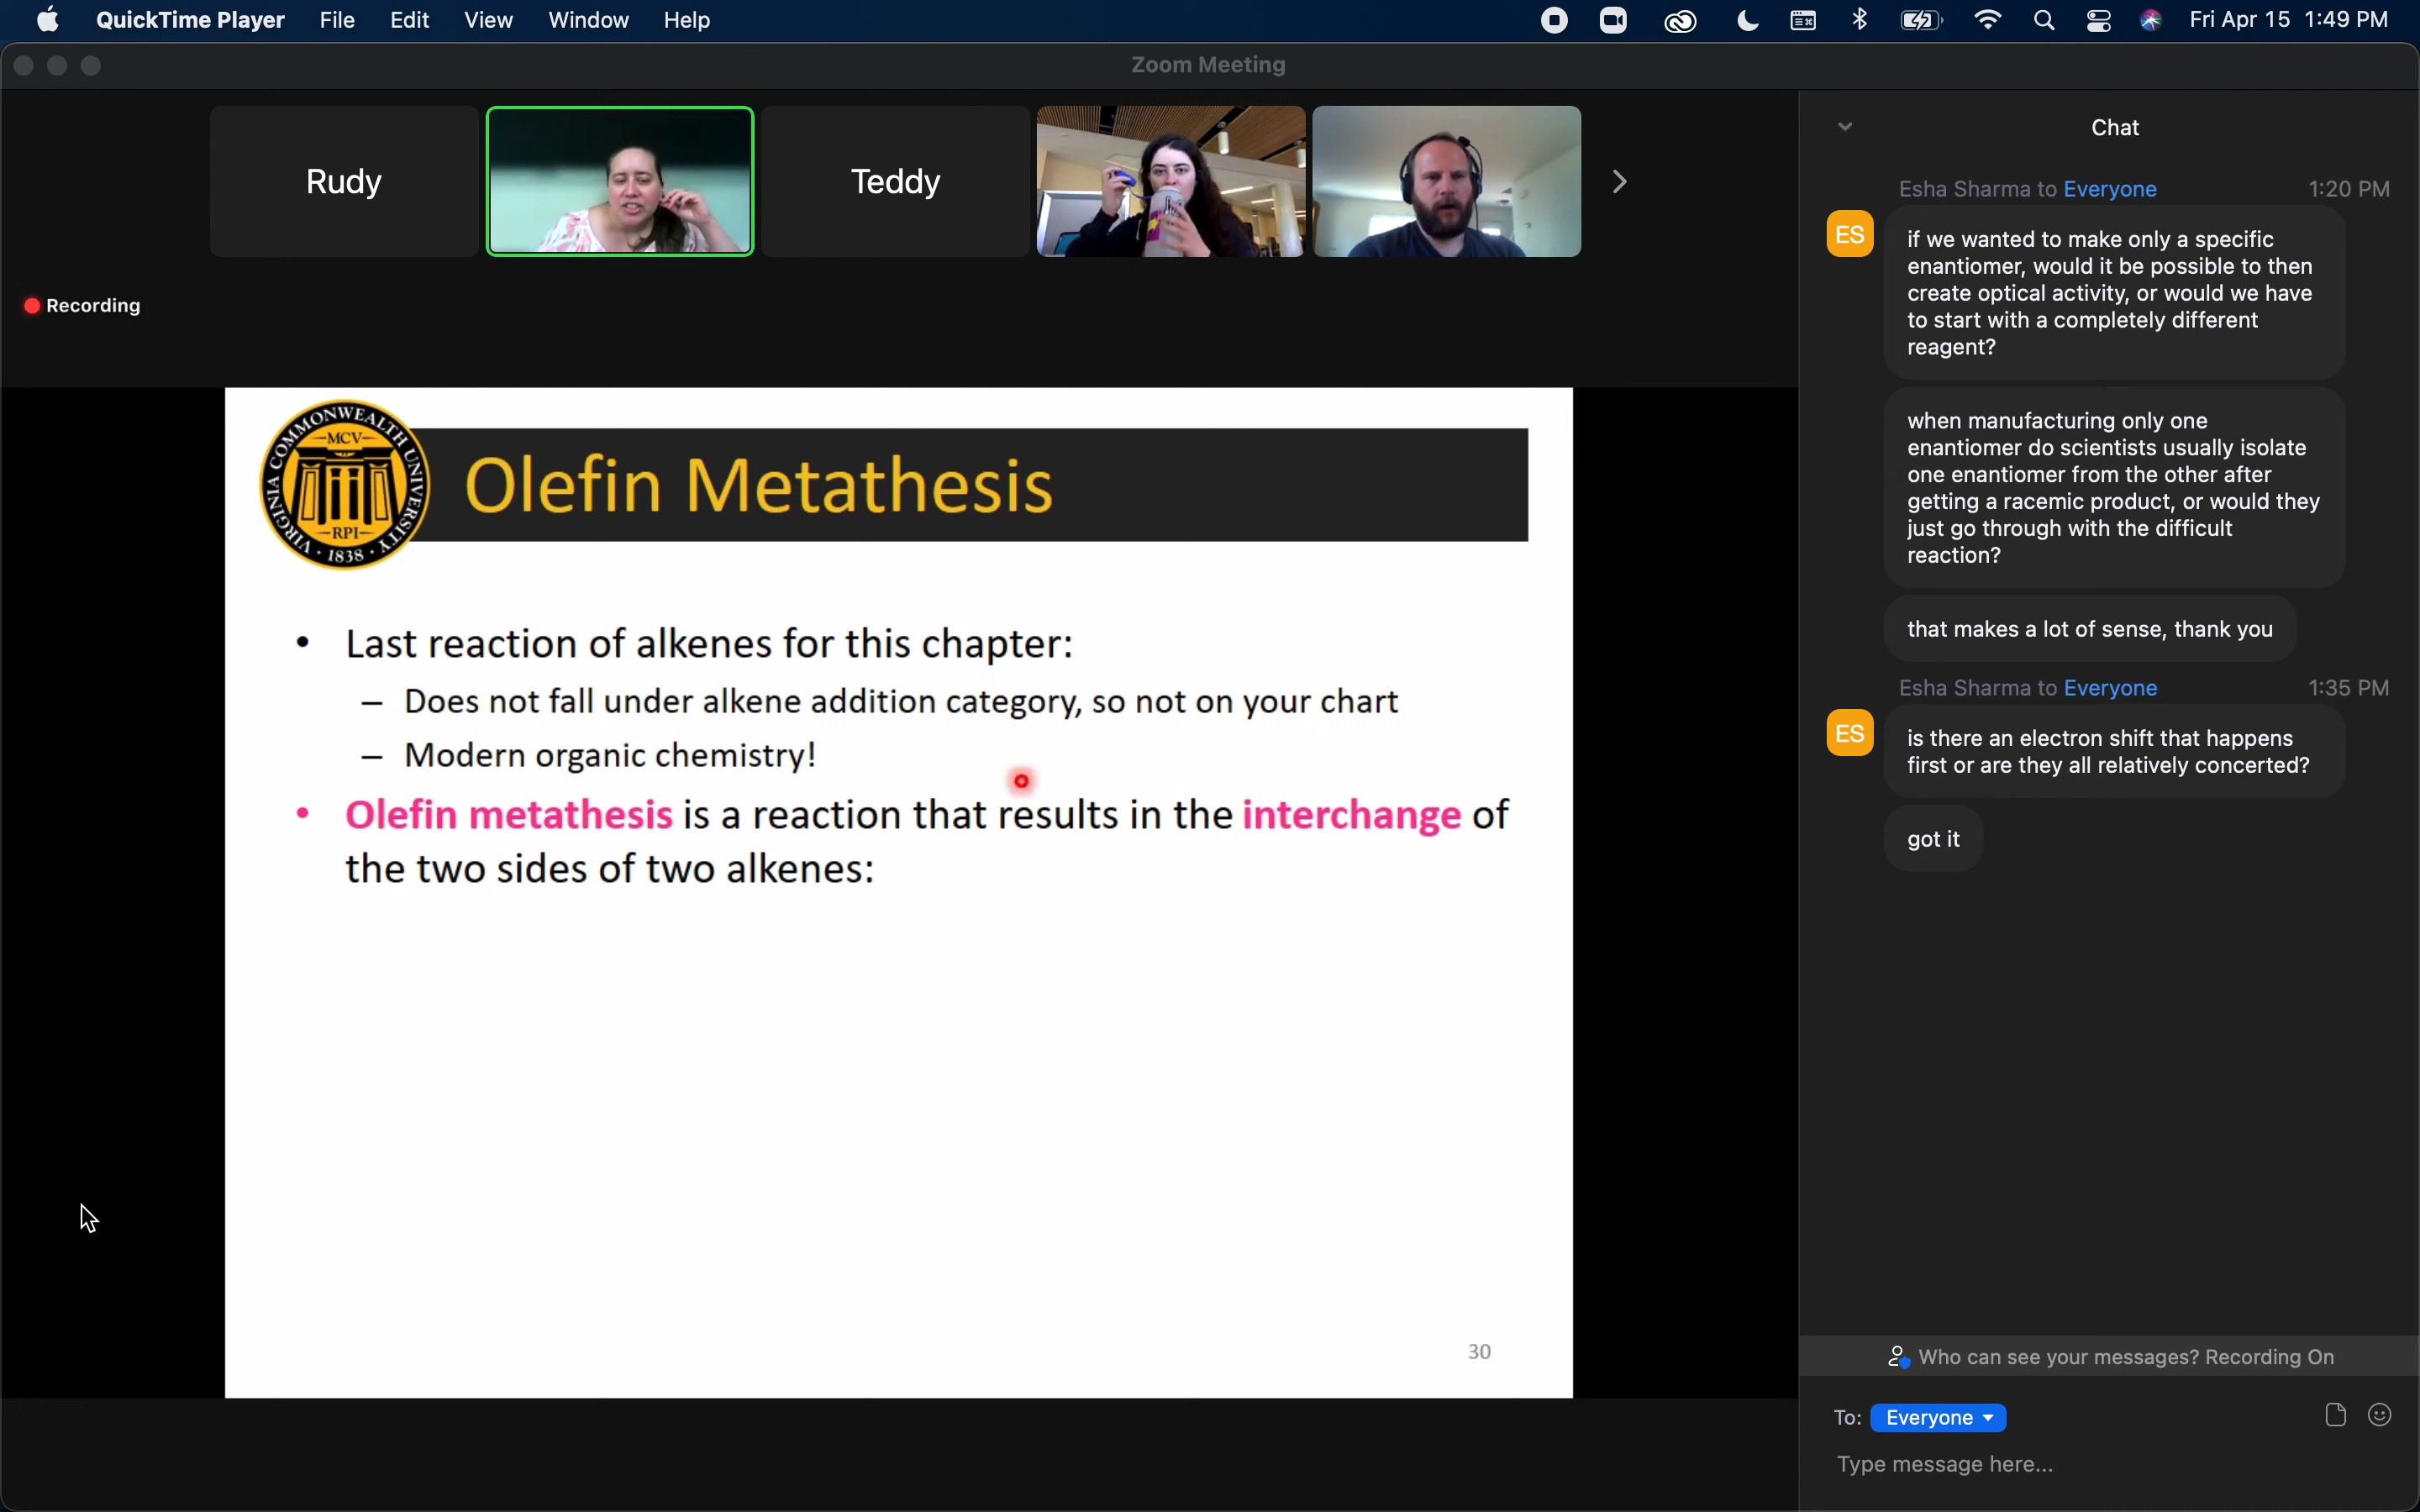 QuickTime Player File Edit View Window Help Fri Apr 15 1:49 PM
Zoom Meeting
Rudy
Teddy
Recording
VIRGINIA COMMONWEALTH UNIVERSITY
MCV
RPI
1838
Olefin Metathesis
• Last reaction of alkenes for this chapter:
– Does not fall under alkene addition category, so not on your chart
– Modern organic chemistry!
• Olefin metathesis is a reaction that results in the interchange of
the two sides of two alkenes:
30
Chat
Esha Sharma to Everyone 1:20 PM
ES
if we wanted to make only a specific
enantiomer, would it be possible to then
create optical activity, or would we have
to start with a completely different
reagent?
when manufacturing only one
enantiomer do scientists usually isolate
one enantiomer from the other after
getting a racemic product, or would they
just go through with the difficult
reaction?
that makes a lot of sense, thank you
Esha Sharma to Everyone 1:35 PM
ES
is there an electron shift that happens
first or are they all relatively concerted?
got it
Who can see your messages? Recording On
To: Everyone
Type message here...